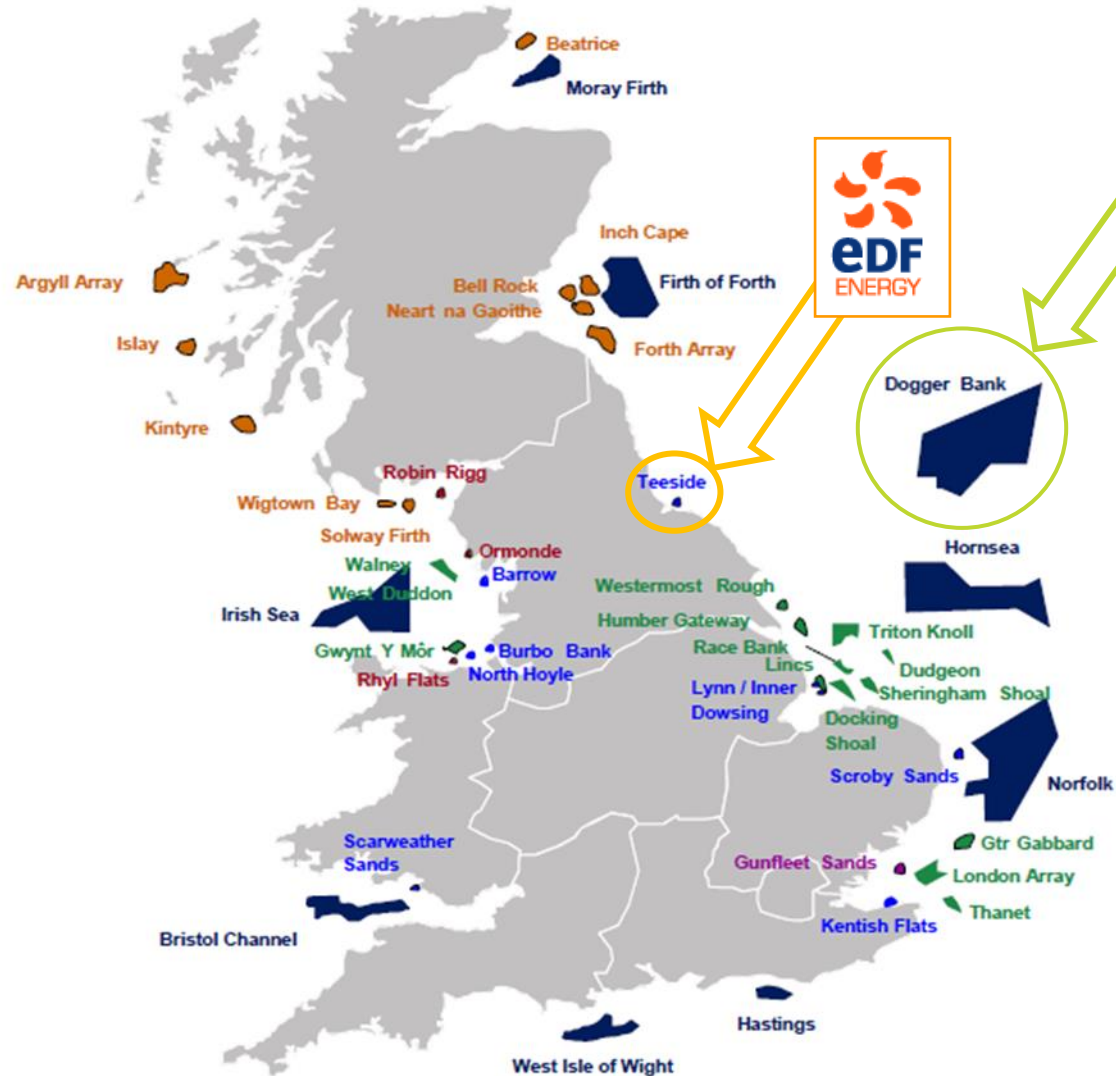 Beatrice
Moray Firth
eDF
ENERGY
Inch Cape
Argyll Array
Bell Rock
Firth of Forth
Neart na Gaoithe
Islay
Forth Array
Dogger Bank
Kintyre
Robin Rigg
Teeside
Wigtown Bay
Solway Firth
Hornsea
Ormonde
Walney
Barrow
Westermost Rough
West Duddon
Irish Sea
Humber Gateway
Triton Knoll
Gwynt Y Môr
Burbo Bank
Race Bank
Lincs
Dudgeon
Rhyl Flats
North Hoyle
Lynn / Inner
Dowsing
Sheringham Shoal
Docking
Shoal
Scroby Sands
Norfolk
Scarweather
Sands
Gtr Gabbard
Gunfleet Sands
London Array
Thanet
Kentish Flats
Bristol Channel
Hastings
West Isle of Wight